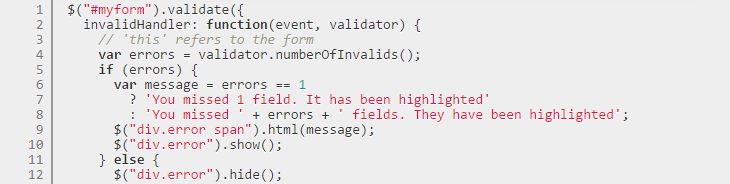 1 $("#myform").validate({
2   invalidHandler: function(event, validator) {
3     // 'this' refers to the form
4     var errors = validator.numberOfInvalids();
5     if (errors) {
6       var message = errors == 1
7         ? 'You missed 1 field. It has been highlighted'
8         : 'You missed ' + errors + ' fields. They have been highlighted';
9       $("div.error span").html(message);
10       $("div.error").show();
11     } else {
12       $("div.error").hide();